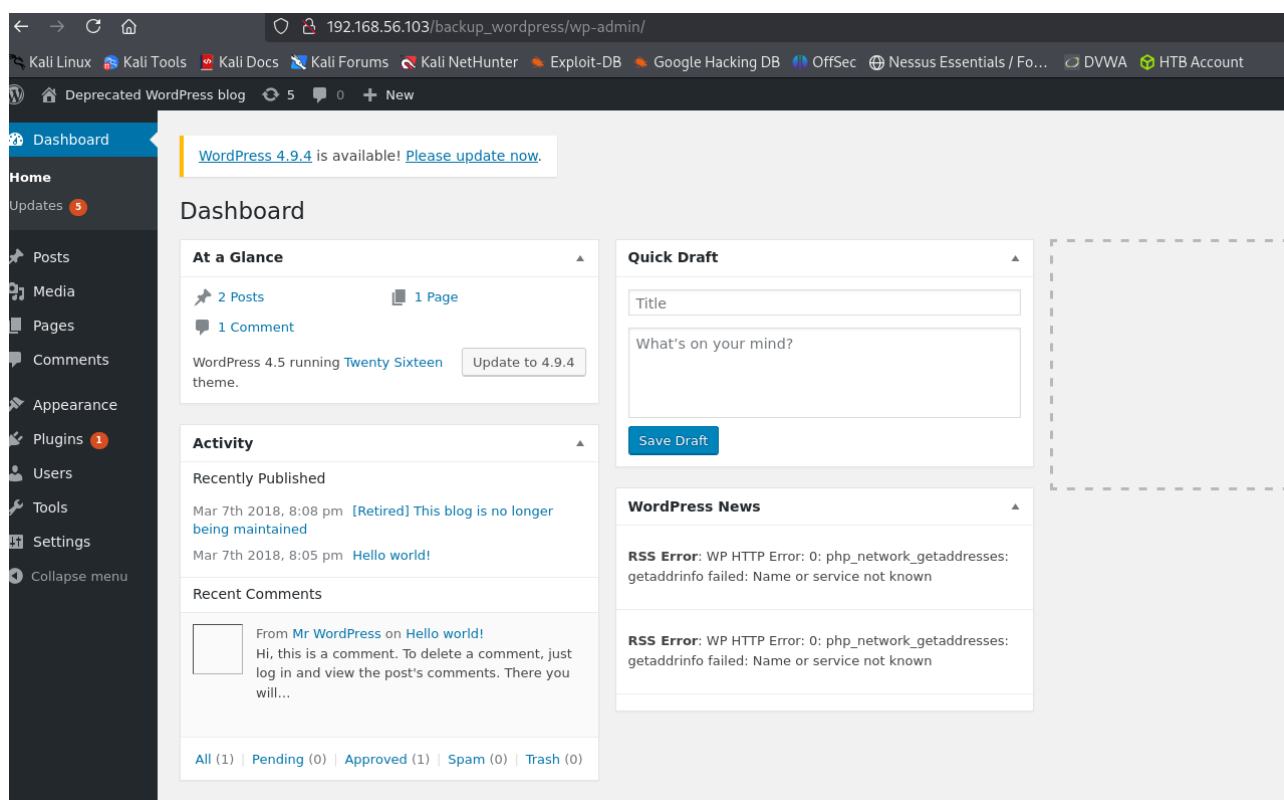 192.168.56.103/backup_wordpress/wp-admin/
Kali Linux Kali Tools Kali Docs Kali Forums Kali NetHunter Exploit-DB Google Hacking DB OffSec Nessus Essentials / Fo... DVWA HTB Account
Deprecated WordPress blog 5 0 + New
Dashboard
Home
Updates 5
Posts
Media
Pages
Comments
Appearance
Plugins 1
Users
Tools
Settings
Collapse menu
WordPress 4.9.4 is available! Please update now.
Dashboard
At a Glance
2 Posts
1 Page
1 Comment
WordPress 4.5 running Twenty Sixteen
theme.
Update to 4.9.4
Activity
Recently Published
Mar 7th 2018, 8:08 pm [Retired] This blog is no longer
being maintained
Mar 7th 2018, 8:05 pm Hello world!
Recent Comments
From Mr WordPress on Hello world!
Hi, this is a comment. To delete a comment, just
log in and view the post's comments. There you
will...
All (1) | Pending (0) | Approved (1) | Spam (0) | Trash (0)
Quick Draft
Title
What's on your mind?
Save Draft
WordPress News
RSS Error: WP HTTP Error: 0: php_network_getaddresses:
getaddrinfo failed: Name or service not known
RSS Error: WP HTTP Error: 0: php_network_getaddresses:
getaddrinfo failed: Name or service not known